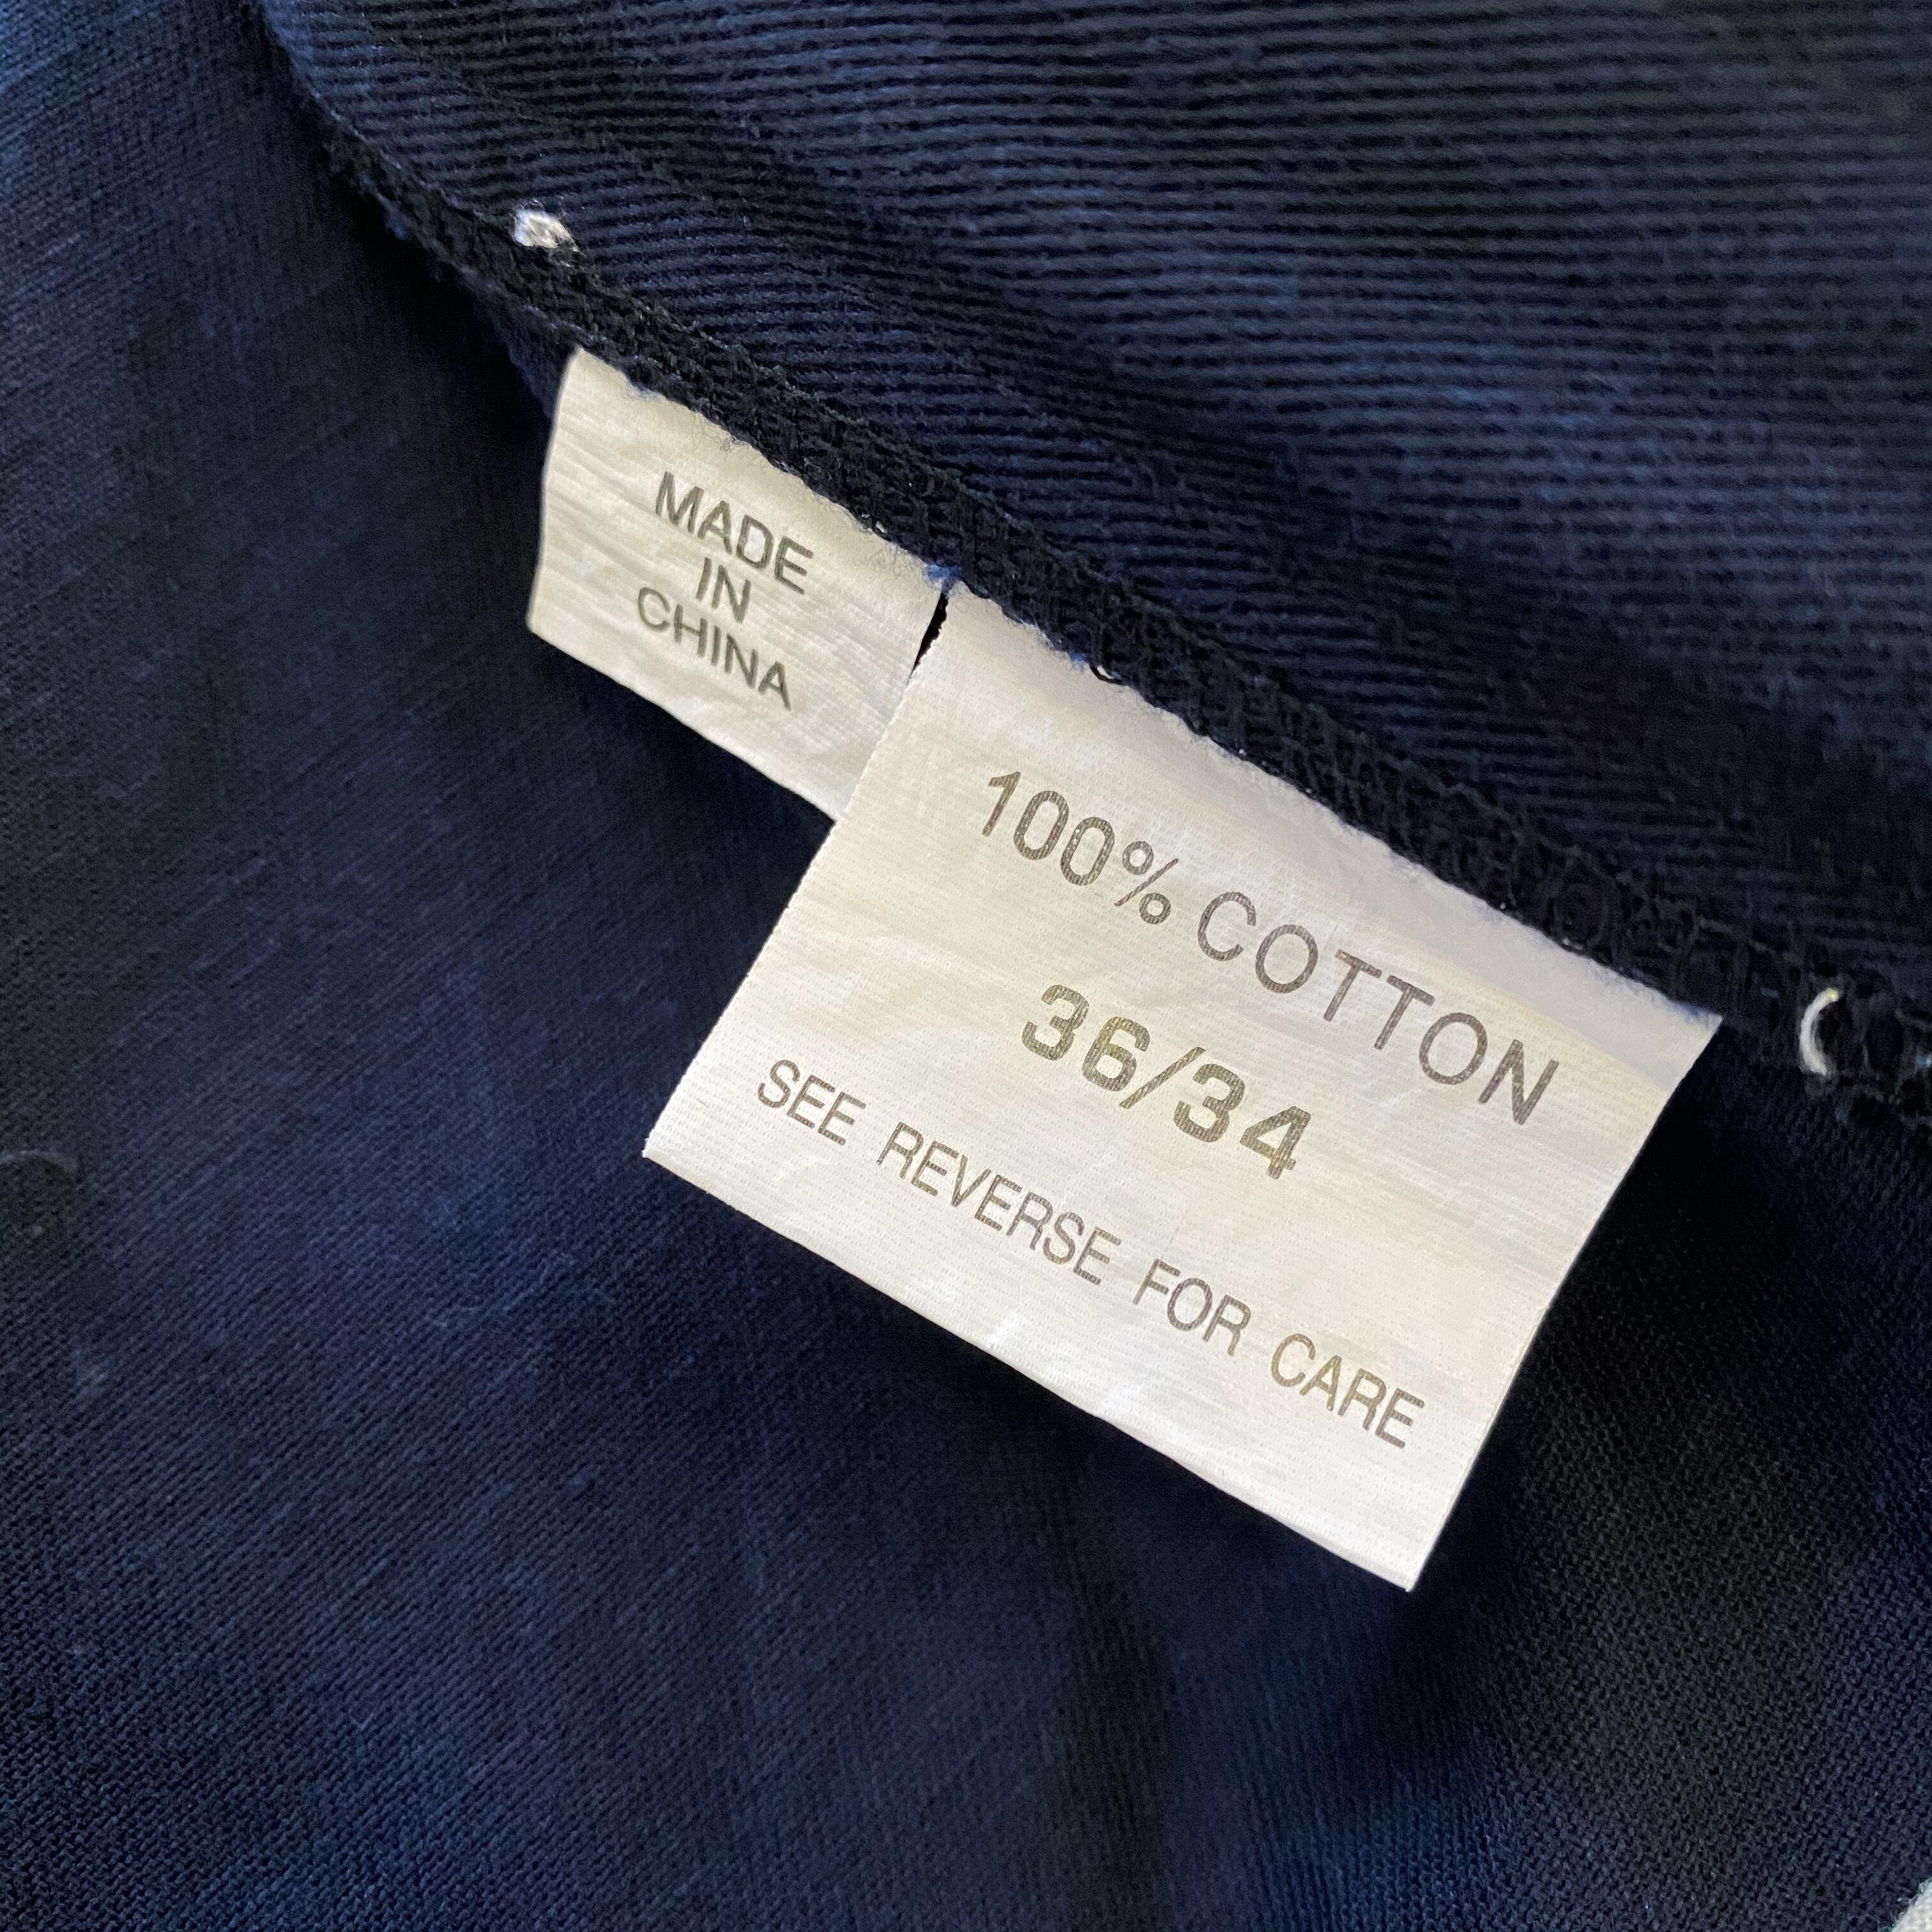 MADE
IN
CHINA
100% COTTON
36/34
SEE REVERSE FOR CARE